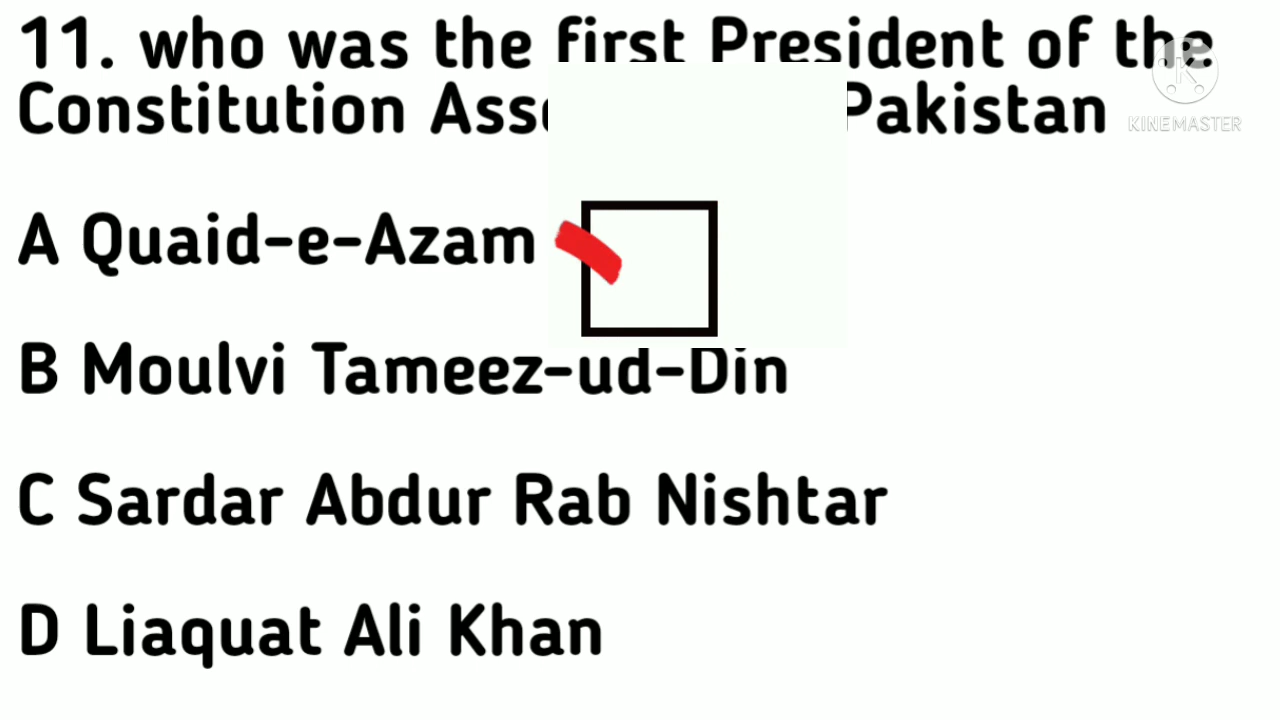 11. who was the first President of the
Constitution Pakistan
A Quaid-e-Azam
B Moulvi Tameez-ud-Din
C Sardar Abdur Rab Nishtar
D Liaquat Ali Khan
KINEMASTER